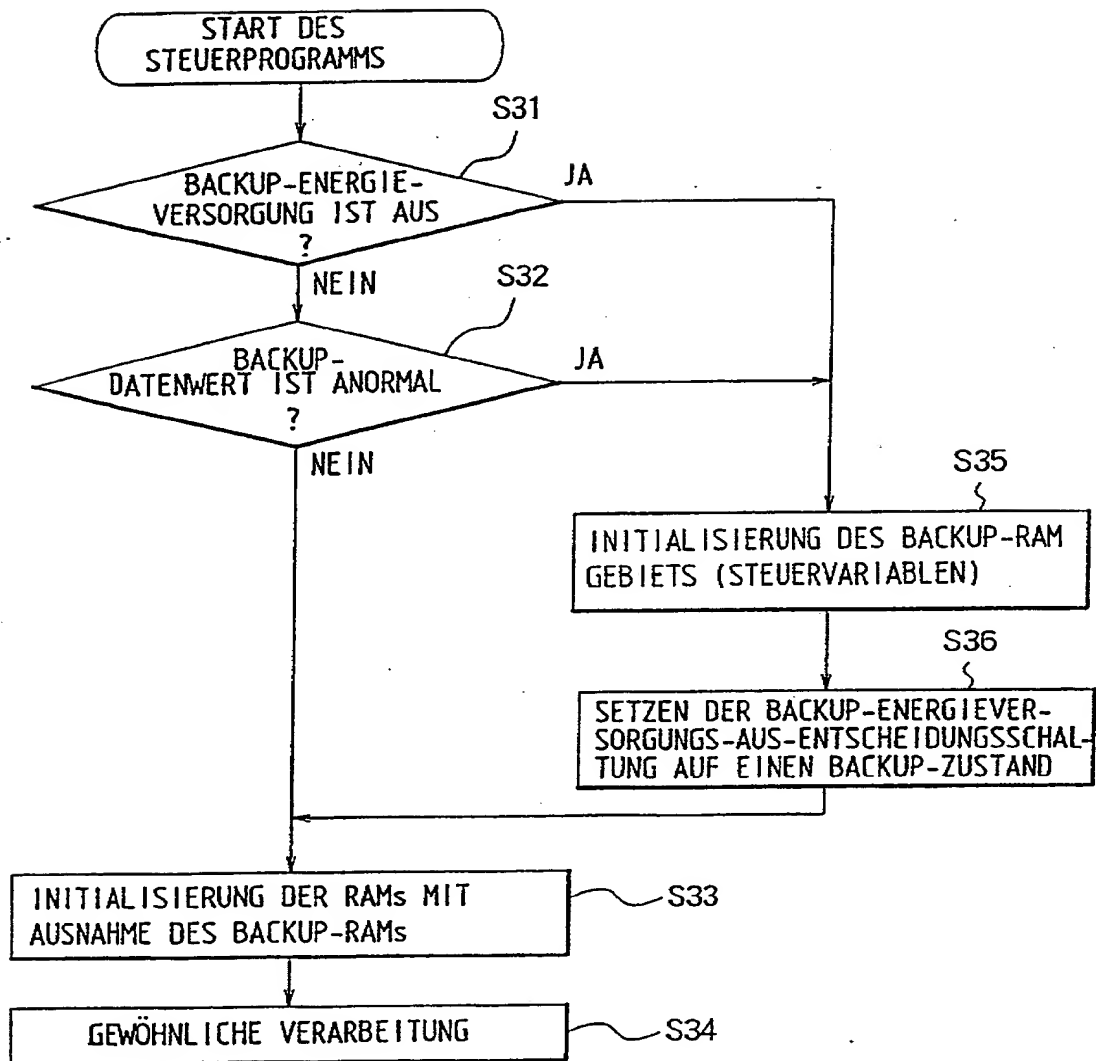 START DES
STEUERPROGRAMMS
S31
BACKUP-ENERGIE-
VERSORGUNG IST AUS
?
JA
NEIN
S32
BACKUP-
DATENWERT IST ANORMAL
?
JA
NEIN
S35
INITIALISIERUNG DES BACKUP-RAM
GEBIETS (STEUERVARIABLEN)
S36
SETZEN DER BACKUP-ENERGIEVER-
SORGUNGS-AUS-ENTSCHEIDUNGSSCHAL-
TUNG AUF EINEN BACKUP-ZUSTAND
INITIALISIERUNG DER RAMs MIT
AUSNAHME DES BACKUP-RAMs
S33
GEWÖHNLICHE VERARBEITUNG
S34